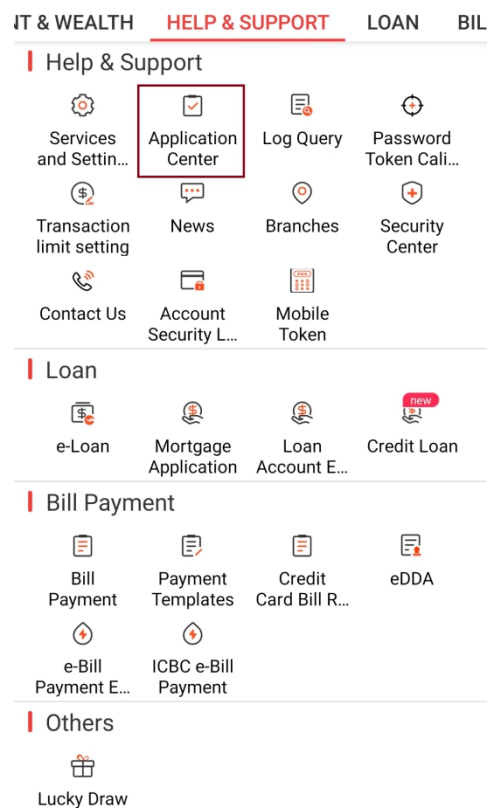 NT & WEALTH HELP & SUPPORT LOAN BIL
Help & Support
Services and Settin...
Application Center
Log Query
Password Token Cali...
Transaction limit setting
News
Branches
Security Center
Contact Us
Account Security L...
Mobile Token
Loan
e-Loan
Mortgage Application
Loan Account E...
new
Credit Loan
Bill Payment
Bill Payment
Payment Templates
Credit Card Bill R...
eDDA
e-Bill Payment E...
ICBC e-Bill Payment
Others
Lucky Draw